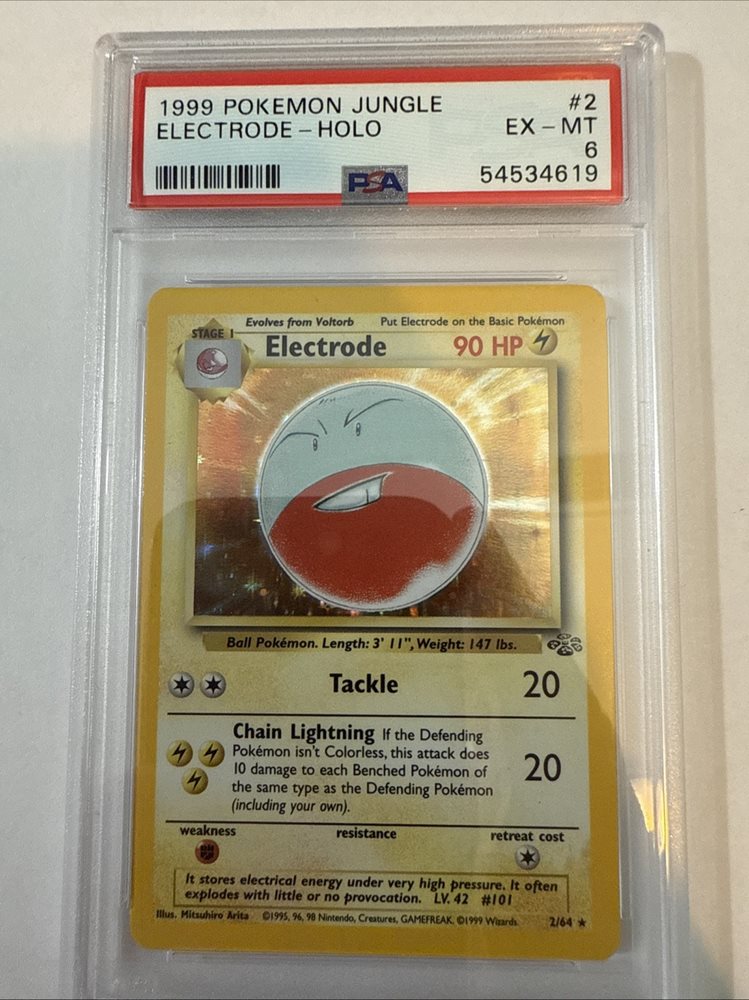 1999 POKEMON JUNGLE #2
ELECTRODE - HOLO EX - MT
6
PSA 54534619
Evolves from Voltorb Put Electrode on the Basic Pokémon
STAGE 1
Electrode 90 HP
Ball Pokémon. Length: 3' 11", Weight: 147 lbs.
Tackle 20
Chain Lightning If the Defending
Pokémon isn't Colorless, this attack does
10 damage to each Benched Pokémon of
the same type as the Defending Pokémon
(including your own).
20
weakness resistance retreat cost
It stores electrical energy under very high pressure. It often
explodes with little or no provocation. LV. 42 #101
Illus. Mitsuhiro Arita ©1995, 96, 98 Nintendo, Creatures, GAMEFREAK. ©1999 Wizards. 2/64 ★